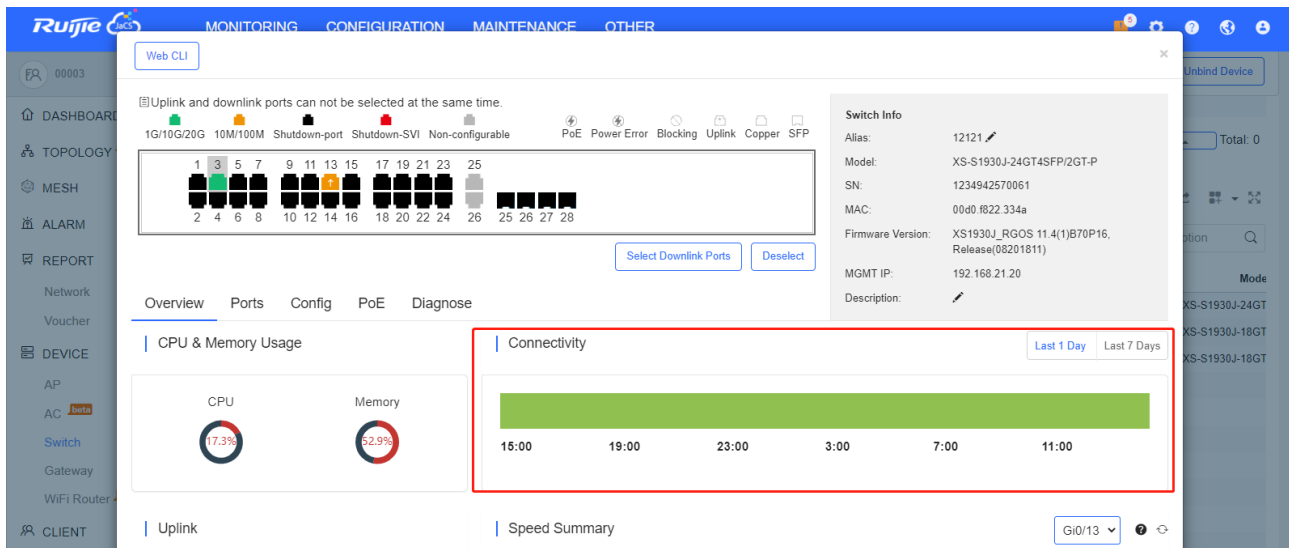 Ruijie JaCS MONITORING CONFIGURATION MAINTENANCE OTHER 5
00003
DASHBOARD
TOPOLOGY
MESH
ALARM
REPORT
Network
Voucher
DEVICE
AP
AC beta
Switch
Gateway
WiFi Router
CLIENT
Web CLI
×
Uplink and downlink ports can not be selected at the same time.
1G/10G/20G 10M/100M Shutdown-port Shutdown-SVI Non-configurable PoE Power Error Blocking Uplink Copper SFP
1 3 5 7 9 11 13 15 17 19 21 23 25
2 4 6 8 10 12 14 16 18 20 22 24 26 25 26 27 28
Select Downlink Ports Deselect
Switch Info
Alias: 12121
Model: XS-S1930J-24GT4SFP/2GT-P
SN: 1234942570061
MAC: 00d0.f822.334a
Firmware Version: XS1930J_RGOS 11.4(1)B70P16,
Release(08201811)
MGMT IP: 192.168.21.20
Description:
Overview Ports Config PoE Diagnose
CPU & Memory Usage
CPU Memory
17.3% 52.9%
Connectivity Last 1 Day Last 7 Days
15:00 19:00 23:00 3:00 7:00 11:00
Uplink
Speed Summary Gi0/13
Unbind Device
Total: 0
ption
Mode
XS-S1930J-24GT
XS-S1930J-18GT
XS-S1930J-18GT